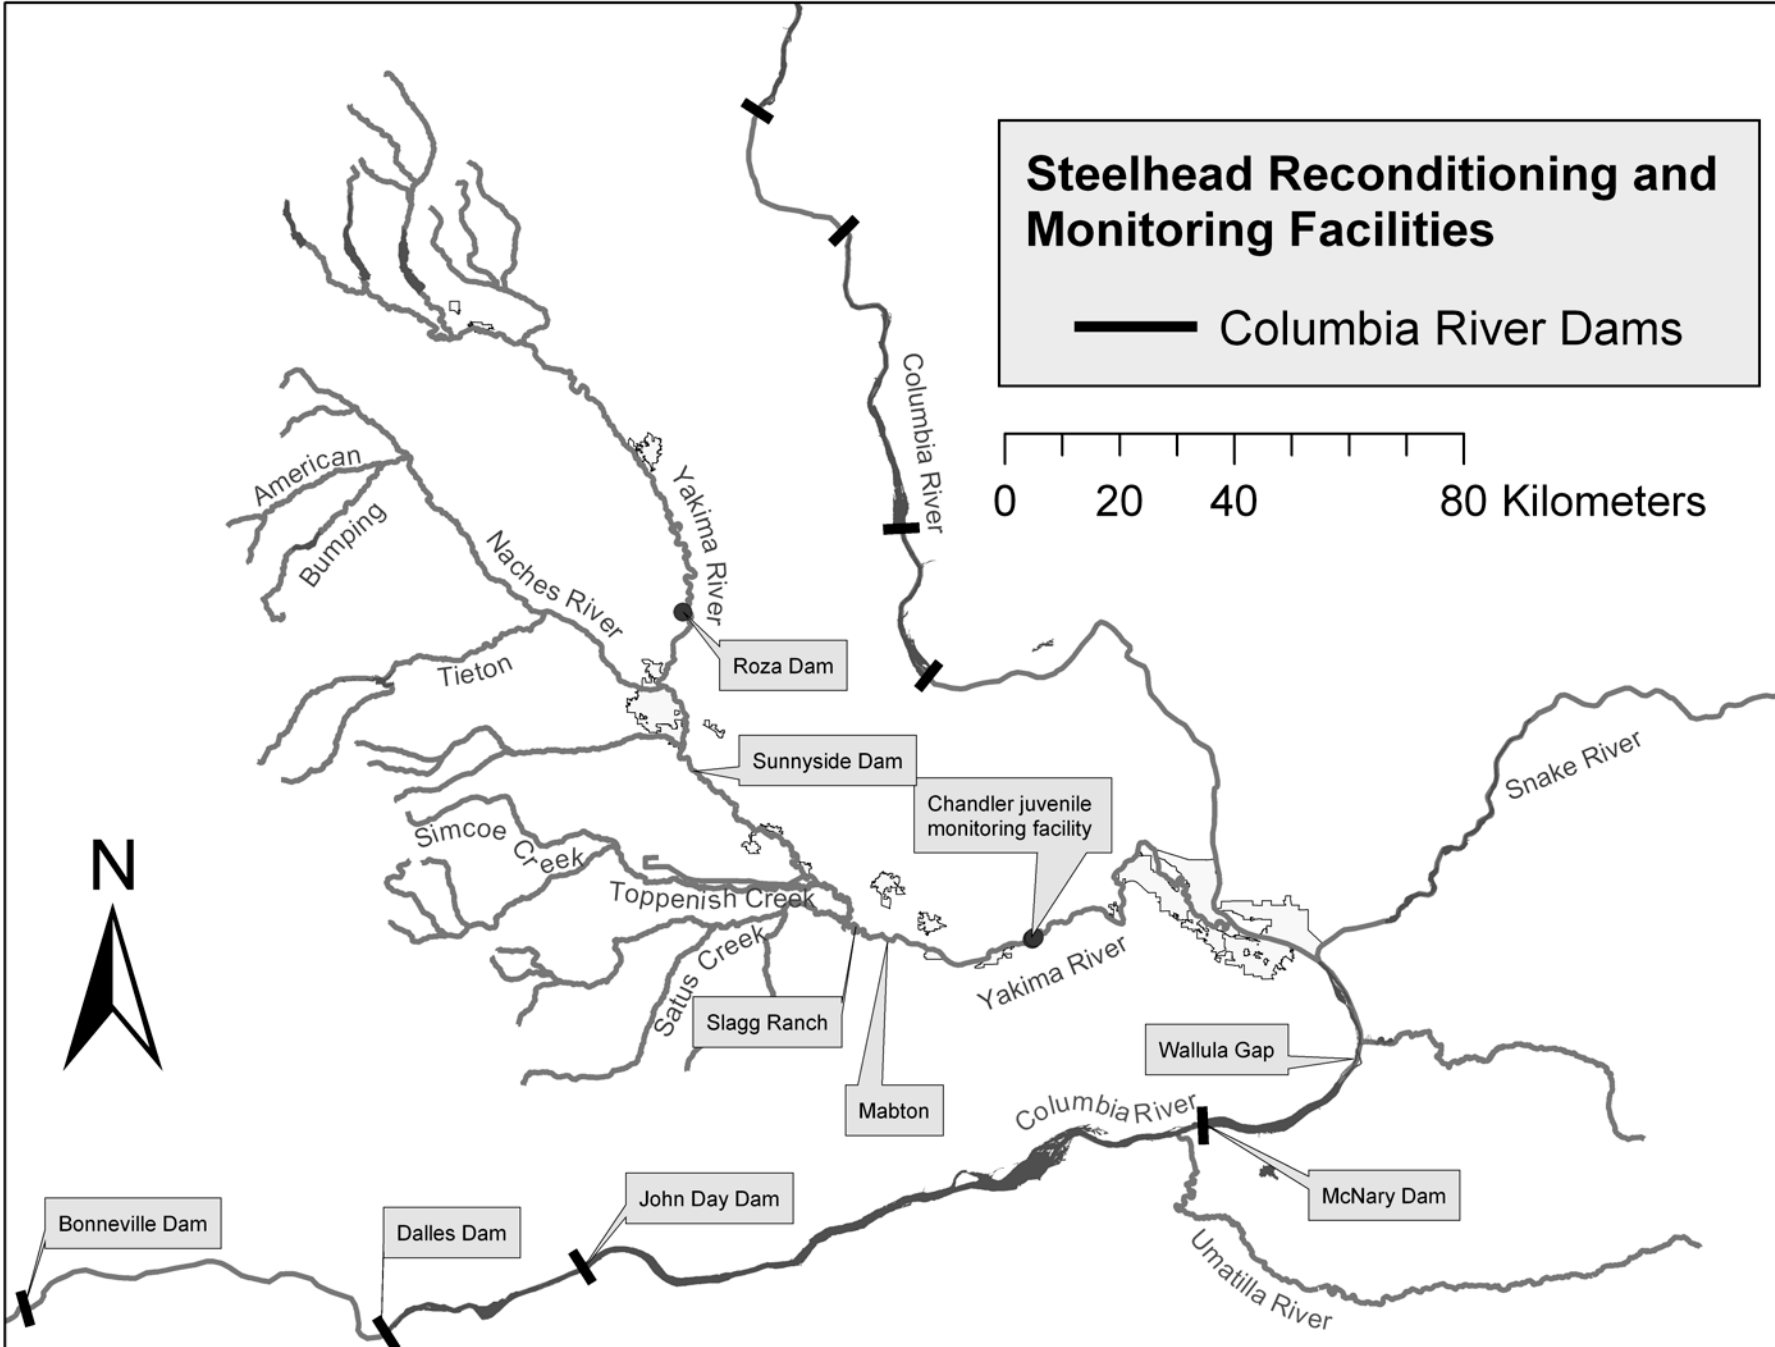 Steelhead Reconditioning and
Monitoring Facilities
Columbia River Dams
Columbia River
0 20 40 80 Kilometers
American
Bumping
Naches River
Yakima River
Tieton
Roza Dam
Snake River
Sunnyside Dam
Chandler juvenile
monitoring facility
Simcoe
Creek
N
Toppenish Creek
Satus Creek
Yakima River
Slagg Ranch
Wallula Gap
Mabton
Columbia River
McNary Dam
John Day Dam
Bonneville Dam
Dalles Dam
Umatilla River